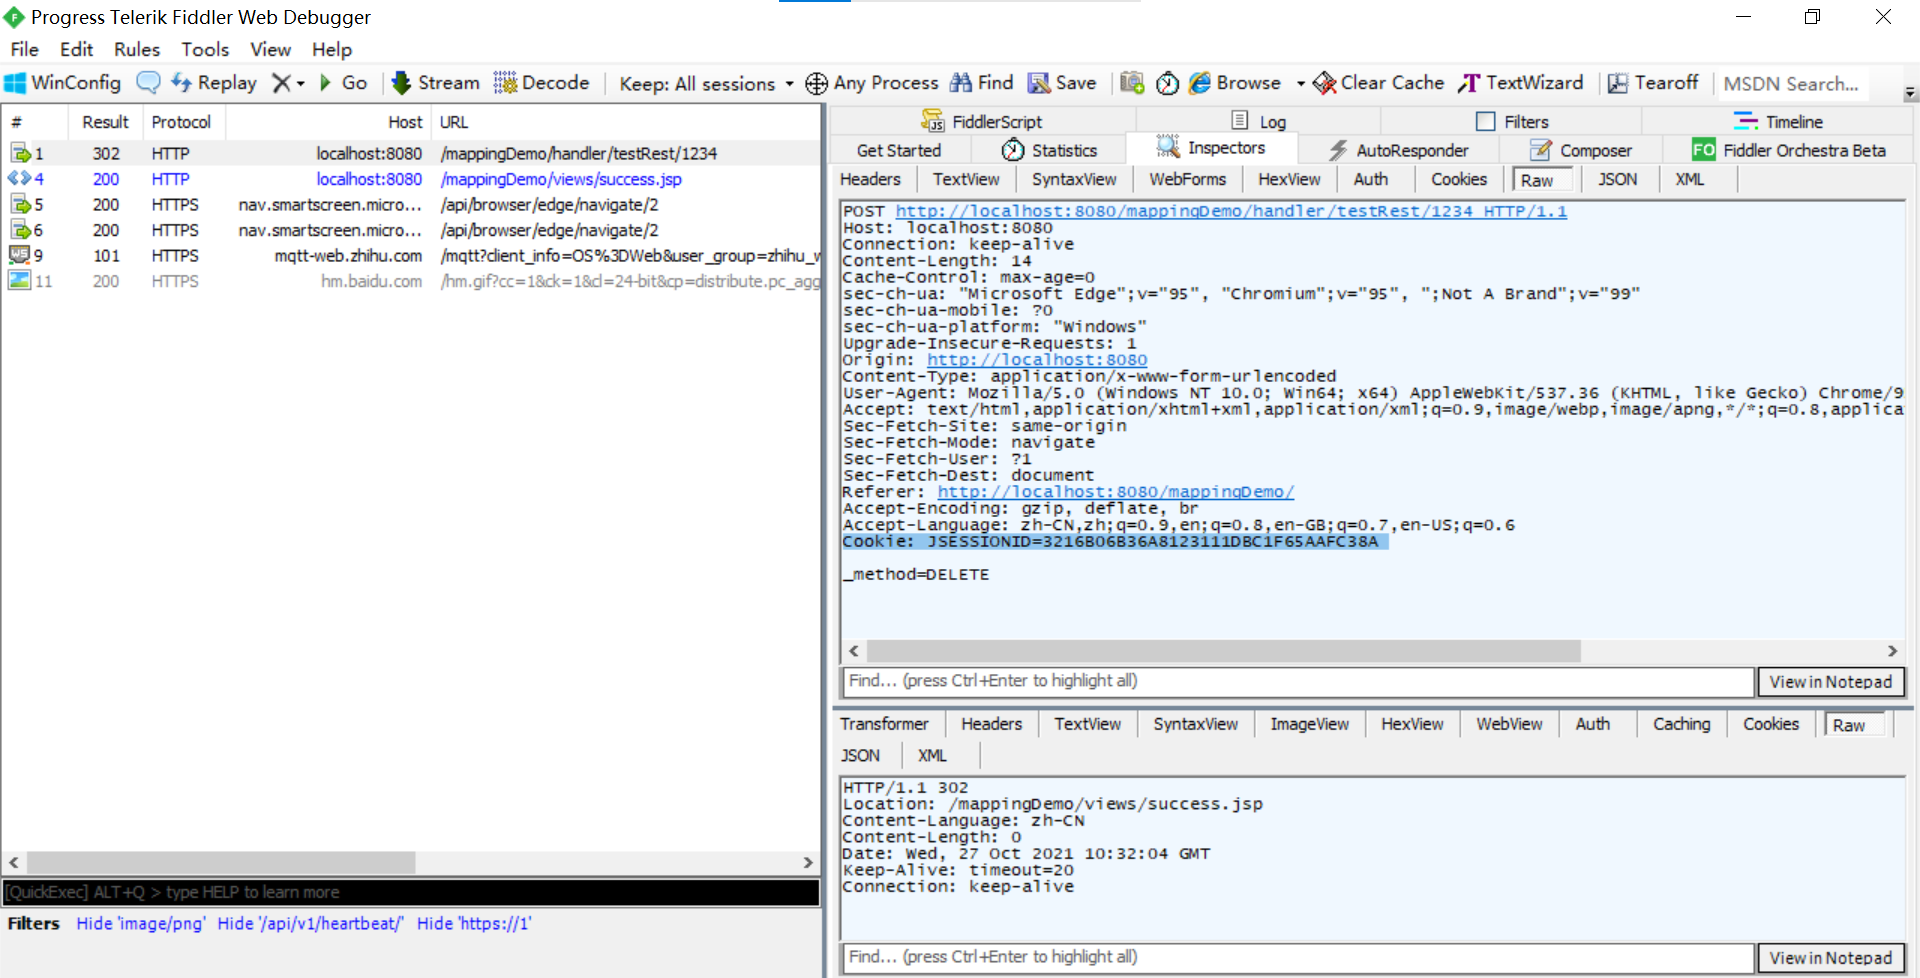 Progress Telerik Fiddler Web Debugger
File Edit Rules Tools View Help
WinConfig Replay Go Stream Decode Keep: All sessions Any Process Find Save Browse Clear Cache TextWizard Tearoff MSDN Search...
# Result Protocol Host URL
1 302 HTTP localhost:8080 /mappingDemo/handler/testRest/1234
4 200 HTTP localhost:8080 /mappingDemo/views/success.jsp
5 200 HTTPS nav.smartscreen.micro... /api/browser/edge/navigate/2
6 200 HTTPS nav.smartscreen.micro... /api/browser/edge/navigate/2
9 101 HTTPS mqtt-web.zhihu.com /mqtt?client_info=OS%3DWeb&user_group=zhihu_w
11 200 HTTPS hm.baidu.com /hm.gif?cc=1&ck=1&cl=24-bit&cp=distribute.pc_agg
[QuickExec] ALT+Q > type HELP to learn more
Filters Hide 'image/png' Hide '/api/v1/heartbeat/' Hide 'https://1'
FiddlerScript Log Filters Timeline
Get Started Statistics Inspectors AutoResponder Composer FO Fiddler Orchestra Beta
Headers TextView SyntaxView WebForms HexView Auth Cookies Raw JSON XML
POST http://localhost:8080/mappingDemo/handler/testRest/1234 HTTP/1.1
Host: localhost:8080
Connection: keep-alive
Content-Length: 14
Cache-Control: max-age=0
sec-ch-ua: "Microsoft Edge";v="95", "Chromium";v="95", ";Not A Brand";v="99"
sec-ch-ua-mobile: ?0
sec-ch-ua-platform: "Windows"
Upgrade-Insecure-Requests: 1
Origin: http://localhost:8080
Content-Type: application/x-www-form-urlencoded
User-Agent: Mozilla/5.0 (Windows NT 10.0; Win64; x64) AppleWebKit/537.36 (KHTML, like Gecko) Chrome/9
Accept: text/html,application/xhtml+xml,application/xml;q=0.9,image/webp,image/apng,*/*;q=0.8,applica
Sec-Fetch-Site: same-origin
Sec-Fetch-Mode: navigate
Sec-Fetch-User: ?1
Sec-Fetch-Dest: document
Referer: http://localhost:8080/mappingDemo/
Accept-Encoding: gzip, deflate, br
Accept-Language: zh-CN,zh;q=0.9,en;q=0.8,en-GB;q=0.7,en-US;q=0.6
Cookie: JSESSIONID=3216B06B36A8123111DBC1F65AAFC38A
_method=DELETE
Find... (press Ctrl+Enter to highlight all) View in Notepad
Transformer Headers TextView SyntaxView ImageView HexView WebView Auth Caching Cookies Raw
JSON XML
HTTP/1.1 302
Location: /mappingDemo/views/success.jsp
Content-Language: zh-CN
Content-Length: 0
Date: Wed, 27 Oct 2021 10:32:04 GMT
Keep-Alive: timeout=20
Connection: keep-alive
Find... (press Ctrl+Enter to highlight all) View in Notepad